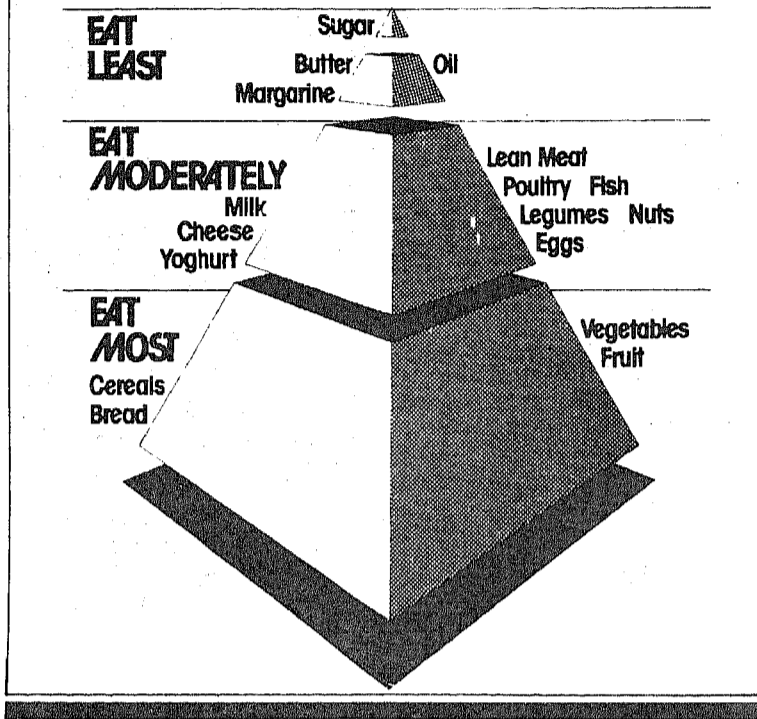 EAT
LEAST
Sugar
Butter
Oil
Margarine
EAT
MODERATELY
Milk
Cheese
Yoghurt
Lean Meat
Poultry Fish
Legumes Nuts
Eggs
EAT
MOST
Cereals
Bread
Vegetables
Fruit